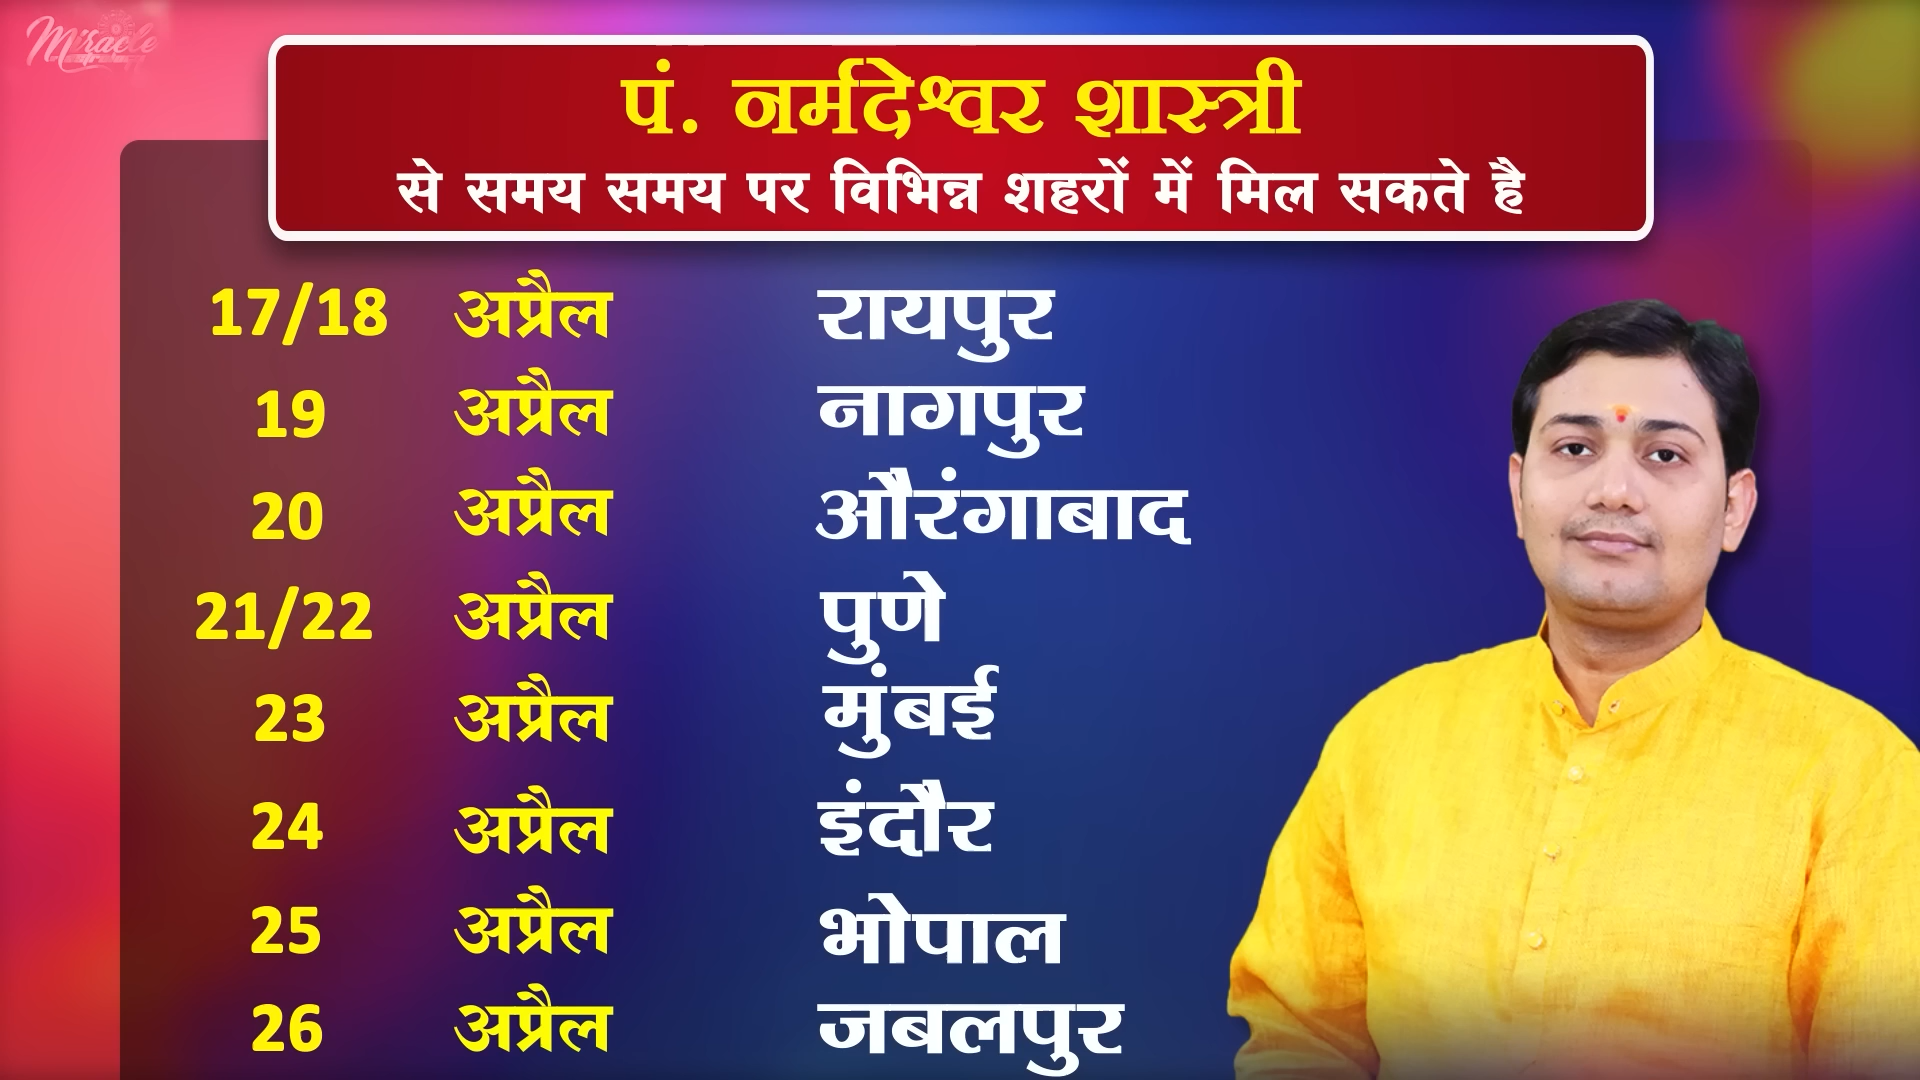 Miracle
पं. नर्मदेश्वर शास्त्री
से समय समय पर विभिन्न शहरों में मिल सकते है
17/18 अप्रैल रायपुर
19 अप्रैल नागपुर
20 अप्रैल औरंगाबाद
21/22 अप्रैल पुणे
23 अप्रैल मुंबई
24 अप्रैल इंदौर
25 अप्रैल भोपाल
26 अप्रैल जबलपुर